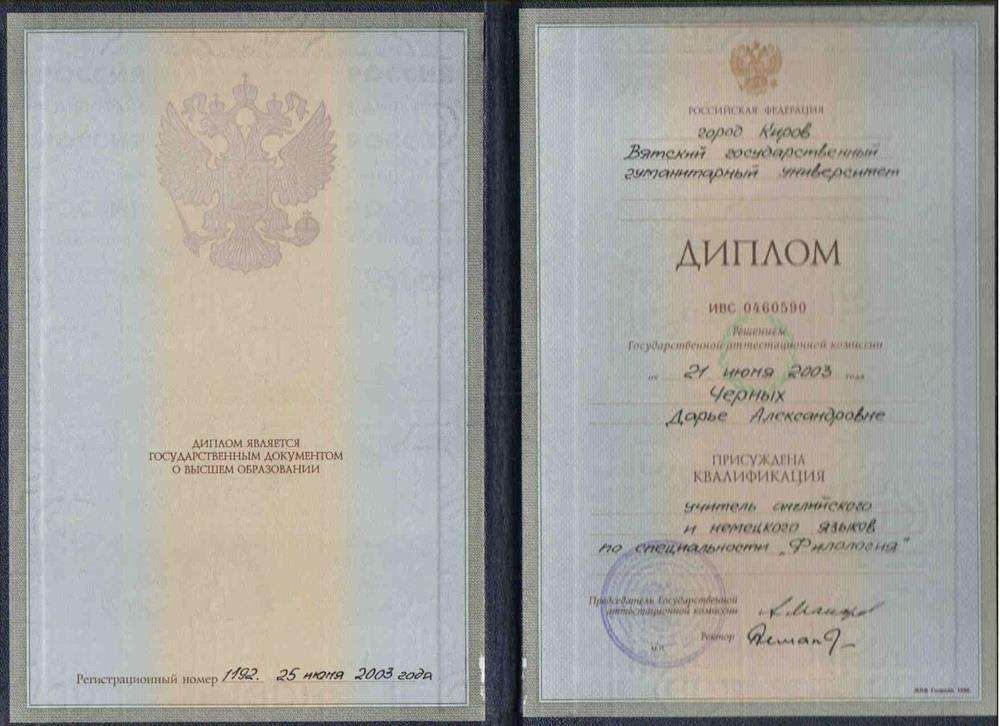 РОССИЯ РОССИЯ
ДИПЛОМ ЯВЛЯЕТСЯ
ГОСУДАРСТВЕННЫМ ДОКУМЕНТОМ
О ВЫСШЕМ ОБРАЗОВАНИИ
Регистрационный номер 1192. 25 июня 2003 года
РОССИЙСКАЯ ФЕДЕРАЦИЯ
город Киров
Вятский государственный
гуманитарный университет
ДИПЛОМ
ИВС 0460590
Решением
Государственной аттестационной комиссии
от 21 июня 2003 года
Черных
Дарье Александровне
ПРИСУЖДЕНА
КВАЛИФИКАЦИЯ
учитель английского
и немецкого языков
по специальности „Филология"
Председатель Государственной
аттестационной комиссии
Ректор
М.П.